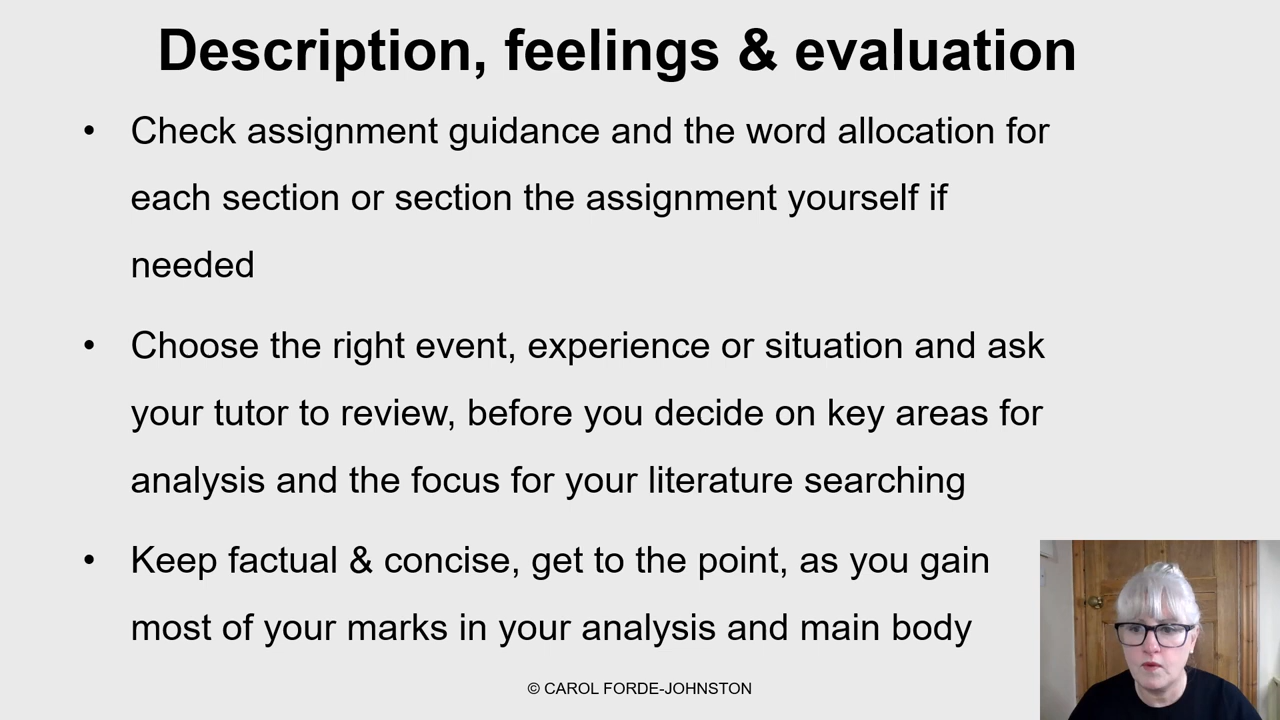 Description, feelings & evaluation
• Check assignment guidance and the word allocation for
each section or section the assignment yourself if
needed
• Choose the right event, experience or situation and ask
your tutor to review, before you decide on key areas for
analysis and the focus for your literature searching
• Keep factual & concise, get to the point, as you gain
most of your marks in your analysis and main body
© CAROL FORDE-JOHNSTON